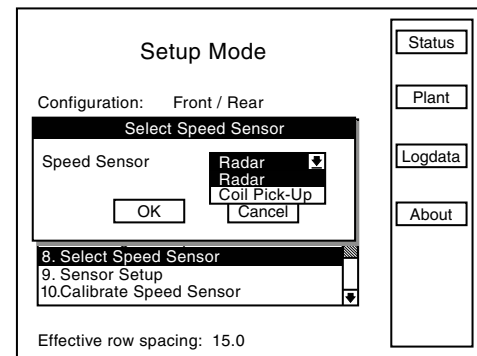 Setup Mode
Configuration: Front / Rear
Select Speed Sensor
Speed Sensor Radar
Radar
Coil Pick-Up
OK Cancel
8. Select Speed Sensor
9. Sensor Setup
10.Calibrate Speed Sensor
Effective row spacing: 15.0
Status
Plant
Logdata
About